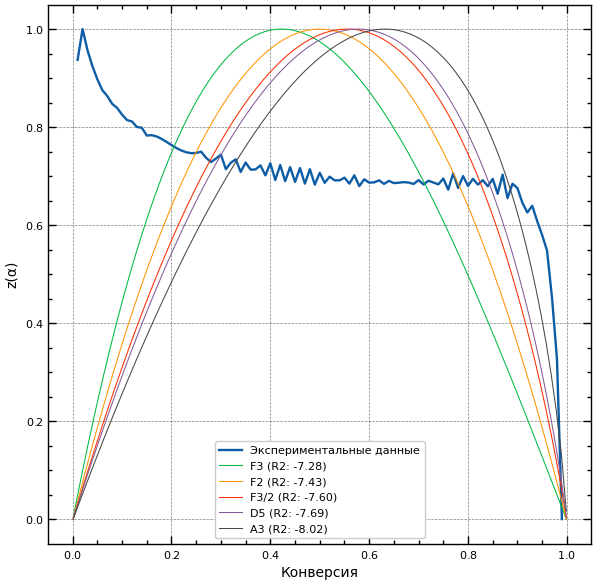 1.0
0.8
0.6
0.4
0.2
0.0
z(α)
Экспериментальные данные
F3 (R2: -7.28)
F2 (R2: -7.43)
F3/2 (R2: -7.60)
D5 (R2: -7.69)
A3 (R2: -8.02)
0.0 0.2 0.4 0.6 0.8 1.0
Конверсия